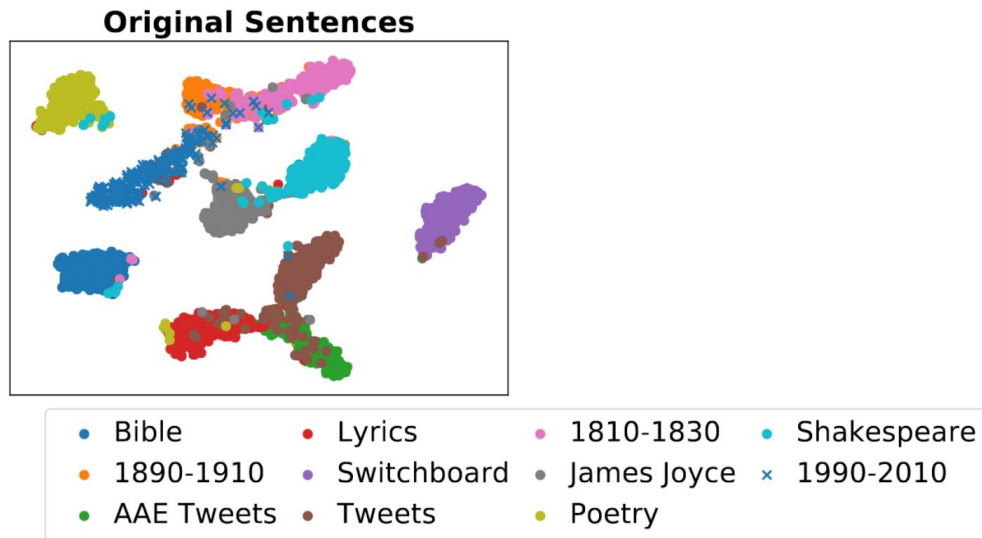 Original Sentences
Bible Lyrics 1810-1830 Shakespeare
1890-1910 Switchboard James Joyce 1990-2010
AAE Tweets Tweets Poetry